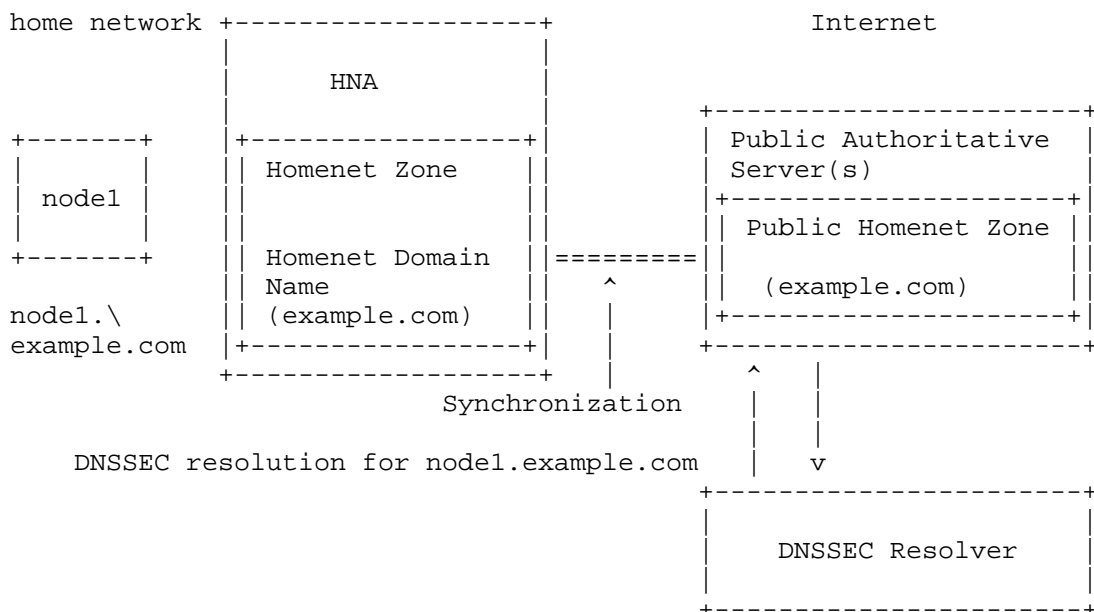 home network Internet
HNA
Public Authoritative
Homenet Zone Server(s)
node1
Public Homenet Zone
Homenet Domain
Name (example.com)
node1.\ (example.com)
example.com
Synchronization
DNSSEC resolution for node1.example.com
DNSSEC Resolver